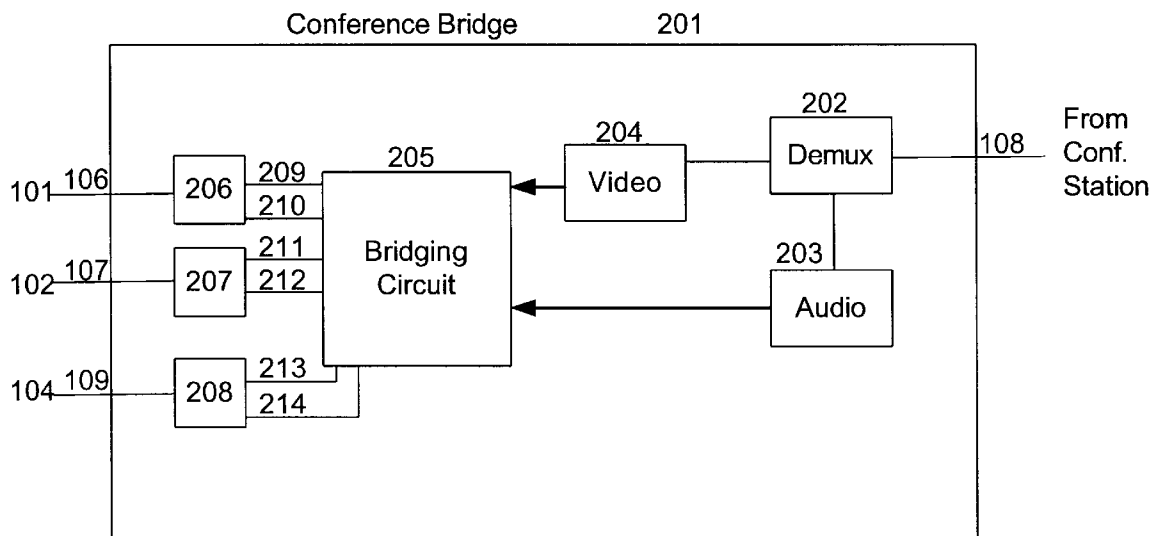 Conference Bridge 201
202
204
Demux
108
From
Conf.
Station
205
Video
101 106
206
209
210
203
Bridging
Circuit
Audio
102 107
207
211
212
104 109
208
213
214